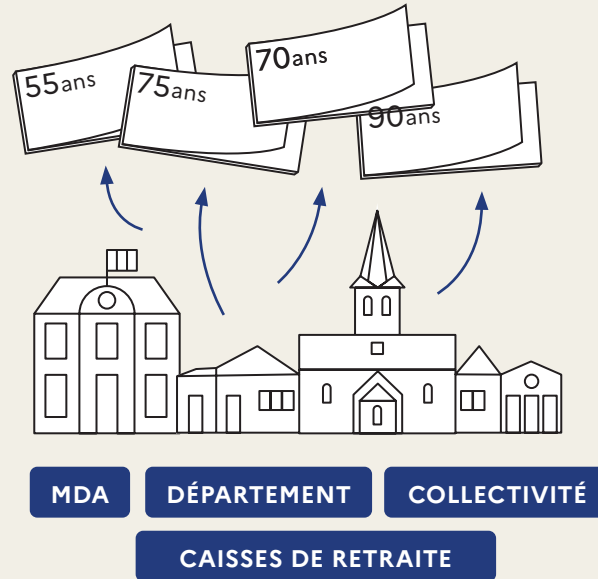 55ans
75ans
70ans
90ans
MDA
DÉPARTEMENT
COLLECTIVITÉ
CAISSES DE RETRAITE